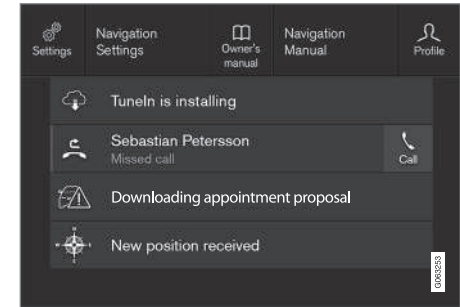 Settings
Navigation
Settings
Owner's
manual
Navigation
Manual
Profile
TuneIn is installing
Sebastian Petersson
Missed call
Call
Downloading appointment proposal
New position received
G063253